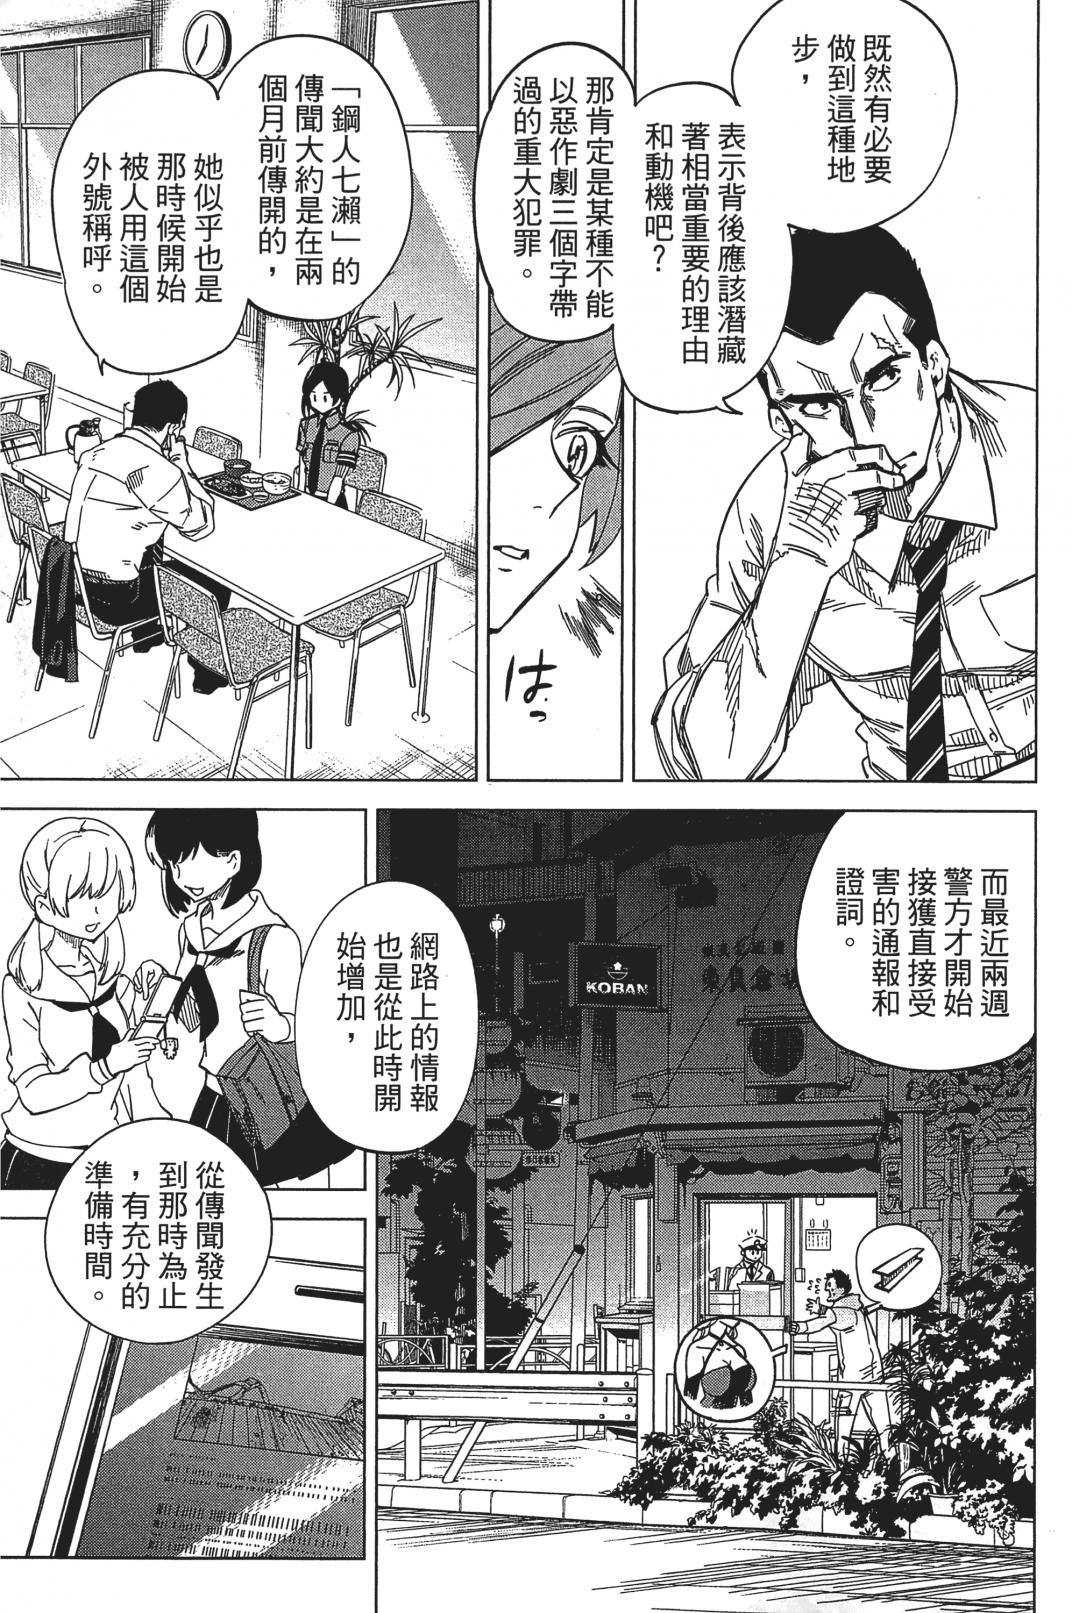 既然有必要
做到這種地
步，
表示背後應該潛藏
著相當重要的理由
和動機吧？
那肯定是某種不能
以惡作劇三個字帶
過的重大犯罪。
はっ
「鋼人七瀨」的
傳聞大約是在兩
個月前傳開的，
她似乎也是
那時候開始
被人用這個
外號稱呼。
而最近兩週
警方才開始
接獲直接受
害的通報和
證詞。
KOBAN
網路上的情報
也是從此時開
始增加，
從傳聞發生
到那時為止
，有充分的
準備時間。